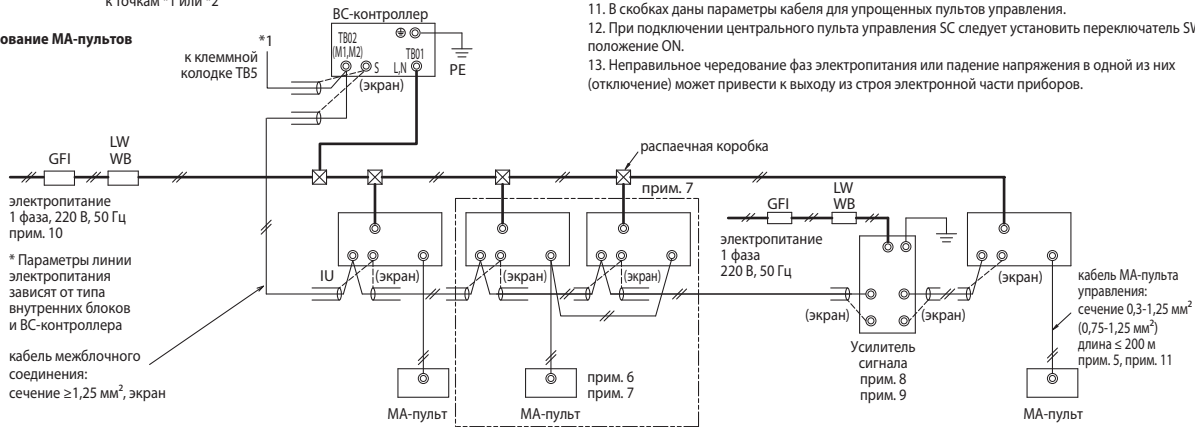 к точкам *1 или *2
ование МА-пультов
*1
к клеммной
колодке ТВ5
BC-контроллер
TB02
(M1,M2)
S
(экран)
L,N
TB01
PE
11. В скобках даны параметры кабеля для упрощенных пультов управления.
12. При подключении центрального пульта управления SC следует установить переключатель SW
положение ON.
13. Неправильное чередование фаз электропитания или падение напряжения в одной из них
(отключение) может привести к выходу из строя электронной части приборов.
GFI
LW
WB
распаечная коробка
прим. 7
электропитание
1 фаза, 220 В, 50 Гц
прим. 10
* Параметры линии
электропитания
зависят от типа
внутренних блоков
и BC-контроллера
кабель межблочного
соединения:
сечение ≥1,25 мм², экран
IU
(экран)
(экран)
(экран)
МА-пульт
МА-пульт
прим. 6
прим. 7
GFI
LW
WB
электропитание
1 фаза
220 В, 50 Гц
(экран)
(экран)
Усилитель
сигнала
прим. 8
прим. 9
(экран)
кабель МА-пульта
управления:
сечение 0,3-1,25 мм²
(0,75-1,25 мм²)
длина ≤ 200 м
прим. 5, прим. 11
МА-пульт